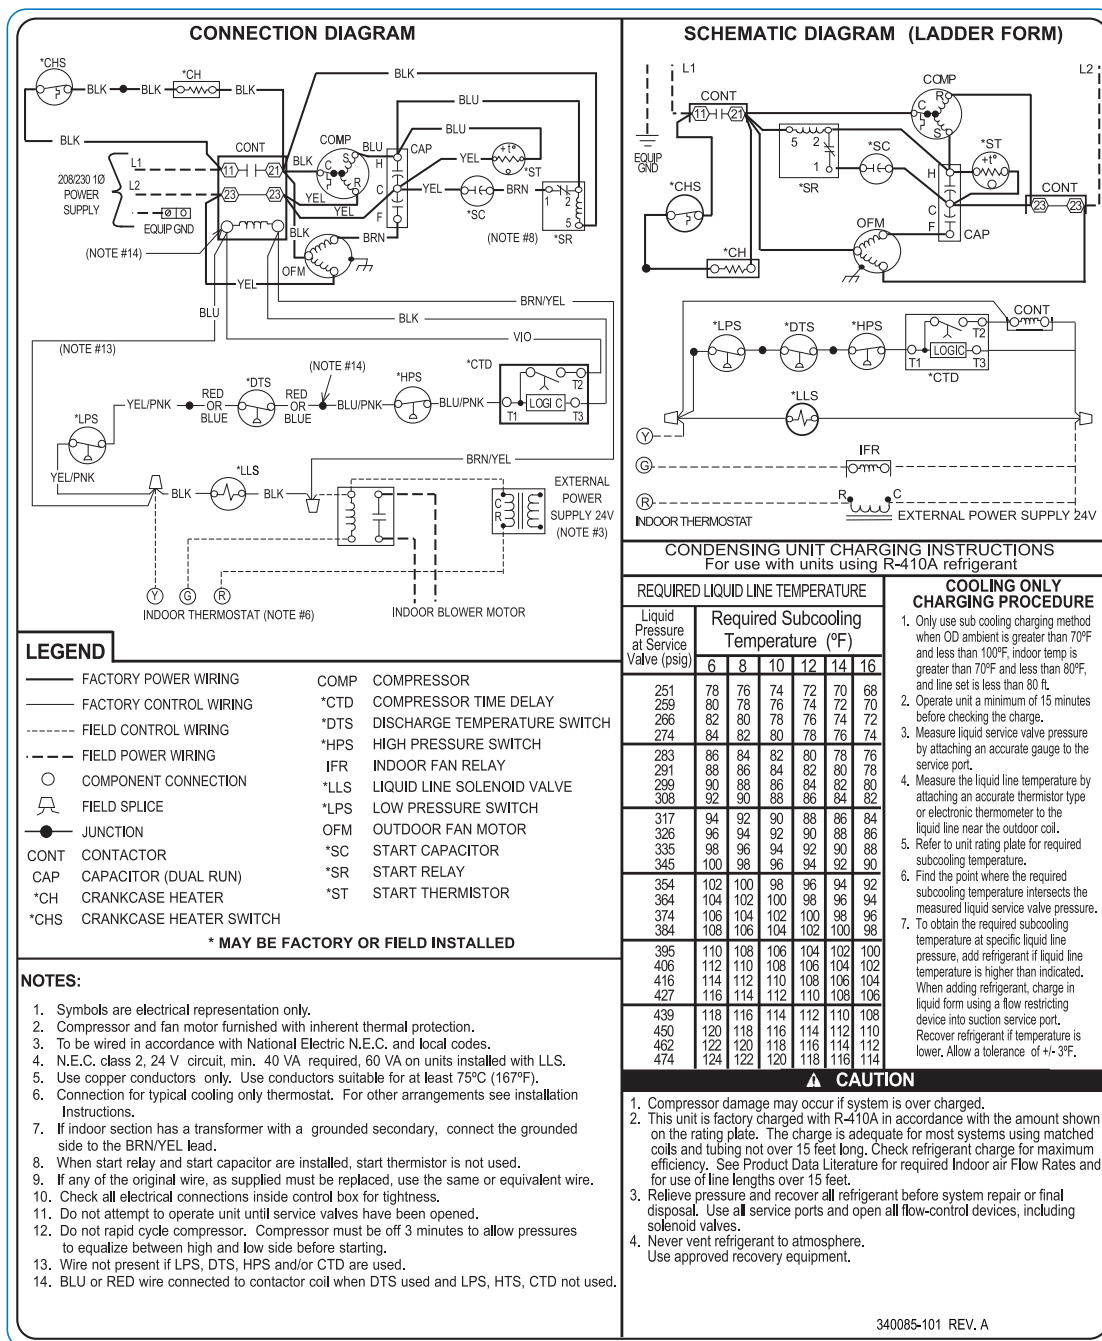 CONNECTION DIAGRAM
*CHS
*CH
BLK
BLK
BLK
BLK
BLK
BLU
BLU
L1
L2
208/230 1Ø
POWER
SUPPLY
EQUIP GND
(NOTE #14)
CONT
11
21
23
23
BLK
COMP
C
S
R
BLU
YEL
YEL
YEL
CAP
H
C
F
YEL
+t°
*ST
*SC
BRN
1
2
5
*SR
(NOTE #8)
BLK
BRN
OFM
YEL
BLU
BRN/YEL
BLK
VIO
(NOTE #13)
(NOTE #14)
*LPS
YEL/PNK
RED
OR
BLUE
*DTS
RED
OR
BLUE
BLU/PNK
*HPS
BLU/PNK
*CTD
T1
LOGIC
T2
T3
YEL/PNK
BLK
*LLS
BLK
BRN/YEL
C
R
EXTERNAL
POWER
SUPPLY 24V
(NOTE #3)
Y
G
R
INDOOR THERMOSTAT (NOTE #6)
INDOOR BLOWER MOTOR
SCHEMATIC DIAGRAM (LADDER FORM)
L1
L2
EQUIP
GND
CONT
11
21
COMP
C
R
S
5
2
1
*SR
*SC
+t°
*ST
H
C
F
CAP
CONT
23
23
*CHS
*CH
OFM
*LPS
*DTS
*HPS
T1
LOGIC
T2
T3
*CTD
CONT
*LLS
Y
G
R
IFR
R
C
INDOOR THERMOSTAT
EXTERNAL POWER SUPPLY 24V
LEGEND
FACTORY POWER WIRING
FACTORY CONTROL WIRING
FIELD CONTROL WIRING
FIELD POWER WIRING
COMPONENT CONNECTION
FIELD SPLICE
JUNCTION
CONT CONTACTOR
CAP CAPACITOR (DUAL RUN)
*CH CRANKCASE HEATER
*CHS CRANKCASE HEATER SWITCH
COMP COMPRESSOR
*CTD COMPRESSOR TIME DELAY
*DTS DISCHARGE TEMPERATURE SWITCH
*HPS HIGH PRESSURE SWITCH
IFR INDOOR FAN RELAY
*LLS LIQUID LINE SOLENOID VALVE
*LPS LOW PRESSURE SWITCH
OFM OUTDOOR FAN MOTOR
*SC START CAPACITOR
*SR START RELAY
*ST START THERMISTOR
* MAY BE FACTORY OR FIELD INSTALLED
NOTES:
1. Symbols are electrical representation only.
2. Compressor and fan motor furnished with inherent thermal protection.
3. To be wired in accordance with National Electric N.E.C. and local codes.
4. N.E.C. class 2, 24 V circuit, min. 40 VA required, 60 VA on units installed with LLS.
5. Use copper conductors only. Use conductors suitable for at least 75ºC (167ºF).
6. Connection for typical cooling only thermostat. For other arrangements see installation
Instructions.
7. If indoor section has a transformer with a grounded secondary, connect the grounded
side to the BRN/YEL lead.
8. When start relay and start capacitor are installed, start thermistor is not used.
9. If any of the original wire, as supplied must be replaced, use the same or equivalent wire.
10. Check all electrical connections inside control box for tightness.
11. Do not attempt to operate unit until service valves have been opened.
12. Do not rapid cycle compressor. Compressor must be off 3 minutes to allow pressures
to equalize between high and low side before starting.
13. Wire not present if LPS, DTS, HPS and/or CTD are used.
14. BLU or RED wire connected to contactor coil when DTS used and LPS, HTS, CTD not used.
CONDENSING UNIT CHARGING INSTRUCTIONS
For use with units using R-410A refrigerant
REQUIRED LIQUID LINE TEMPERATURE
Liquid
Pressure
at Service
Valve (psig)
Required Subcooling
Temperature (ºF)
6 8 10 12 14 16
251 78 76 74 72 70 68
259 80 78 76 74 72 70
266 82 80 78 76 74 72
274 84 82 80 78 76 74
283 86 84 82 80 78 76
291 88 86 84 82 80 78
299 90 88 86 84 82 80
308 92 90 88 86 84 82
317 94 92 90 88 86 84
326 96 94 92 90 88 86
335 98 96 94 92 90 88
345 100 98 96 94 92 90
354 102 100 98 96 94 92
364 104 102 100 98 96 94
374 106 104 102 100 98 96
384 108 106 104 102 100 98
395 110 108 106 104 102 100
406 112 110 108 106 104 102
416 114 112 110 108 106 104
427 116 114 112 110 108 106
439 118 116 114 112 110 108
450 120 118 116 114 112 110
462 122 120 118 116 114 112
474 124 122 120 118 116 114
COOLING ONLY
CHARGING PROCEDURE
1. Only use sub cooling charging method
when OD ambient is greater than 70ºF
and less than 100ºF, indoor temp is
greater than 70ºF and less than 80ºF,
and line set is less than 80 ft.
2. Operate unit a minimum of 15 minutes
before checking the charge.
3. Measure liquid service valve pressure
by attaching an accurate gauge to the
service port.
4. Measure the liquid line temperature by
attaching an accurate thermistor type
or electronic thermometer to the
liquid line near the outdoor coil.
5. Refer to unit rating plate for required
subcooling temperature.
6. Find the point where the required
subcooling temperature intersects the
measured liquid service valve pressure.
7. To obtain the required subcooling
temperature at specific liquid line
pressure, add refrigerant if liquid line
temperature is higher than indicated.
When adding refrigerant, charge in
liquid form using a flow restricting
device into suction service port.
Recover refrigerant if temperature is
lower. Allow a tolerance of +/- 3ºF.
CAUTION
1. Compressor damage may occur if system is over charged.
2. This unit is factory charged with R-410A in accordance with the amount shown
on the rating plate. The charge is adequate for most systems using matched
coils and tubing not over 15 feet long. Check refrigerant charge for maximum
efficiency. See Product Data Literature for required Indoor air Flow Rates and
for use of line lengths over 15 feet.
3. Relieve pressure and recover all refrigerant before system repair or final
disposal. Use all service ports and open all flow-control devices, including
solenoid valves.
4. Never vent refrigerant to atmosphere.
Use approved recovery equipment.
340085-101 REV. A